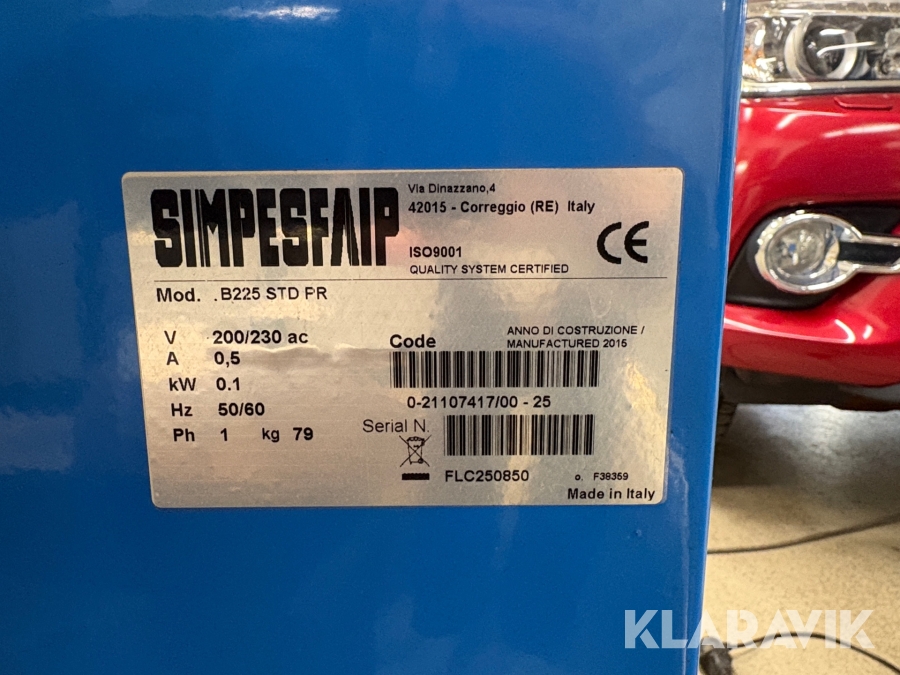 SIMPESFAIP
Via Dinazzano,4
42015 - Correggio (RE) Italy
ISO9001
QUALITY SYSTEM CERTIFIED
CE
Mod. .B225 STD PR
V 200/230 ac
A 0,5
kW 0.1
Hz 50/60
Ph 1 kg 79
Code
ANNO DI COSTRUZIONE /
MANUFACTURED 2015
0-21107417/00 - 25
Serial N.
FLC250850
o. F38359
Made in Italy
KLARAVIK